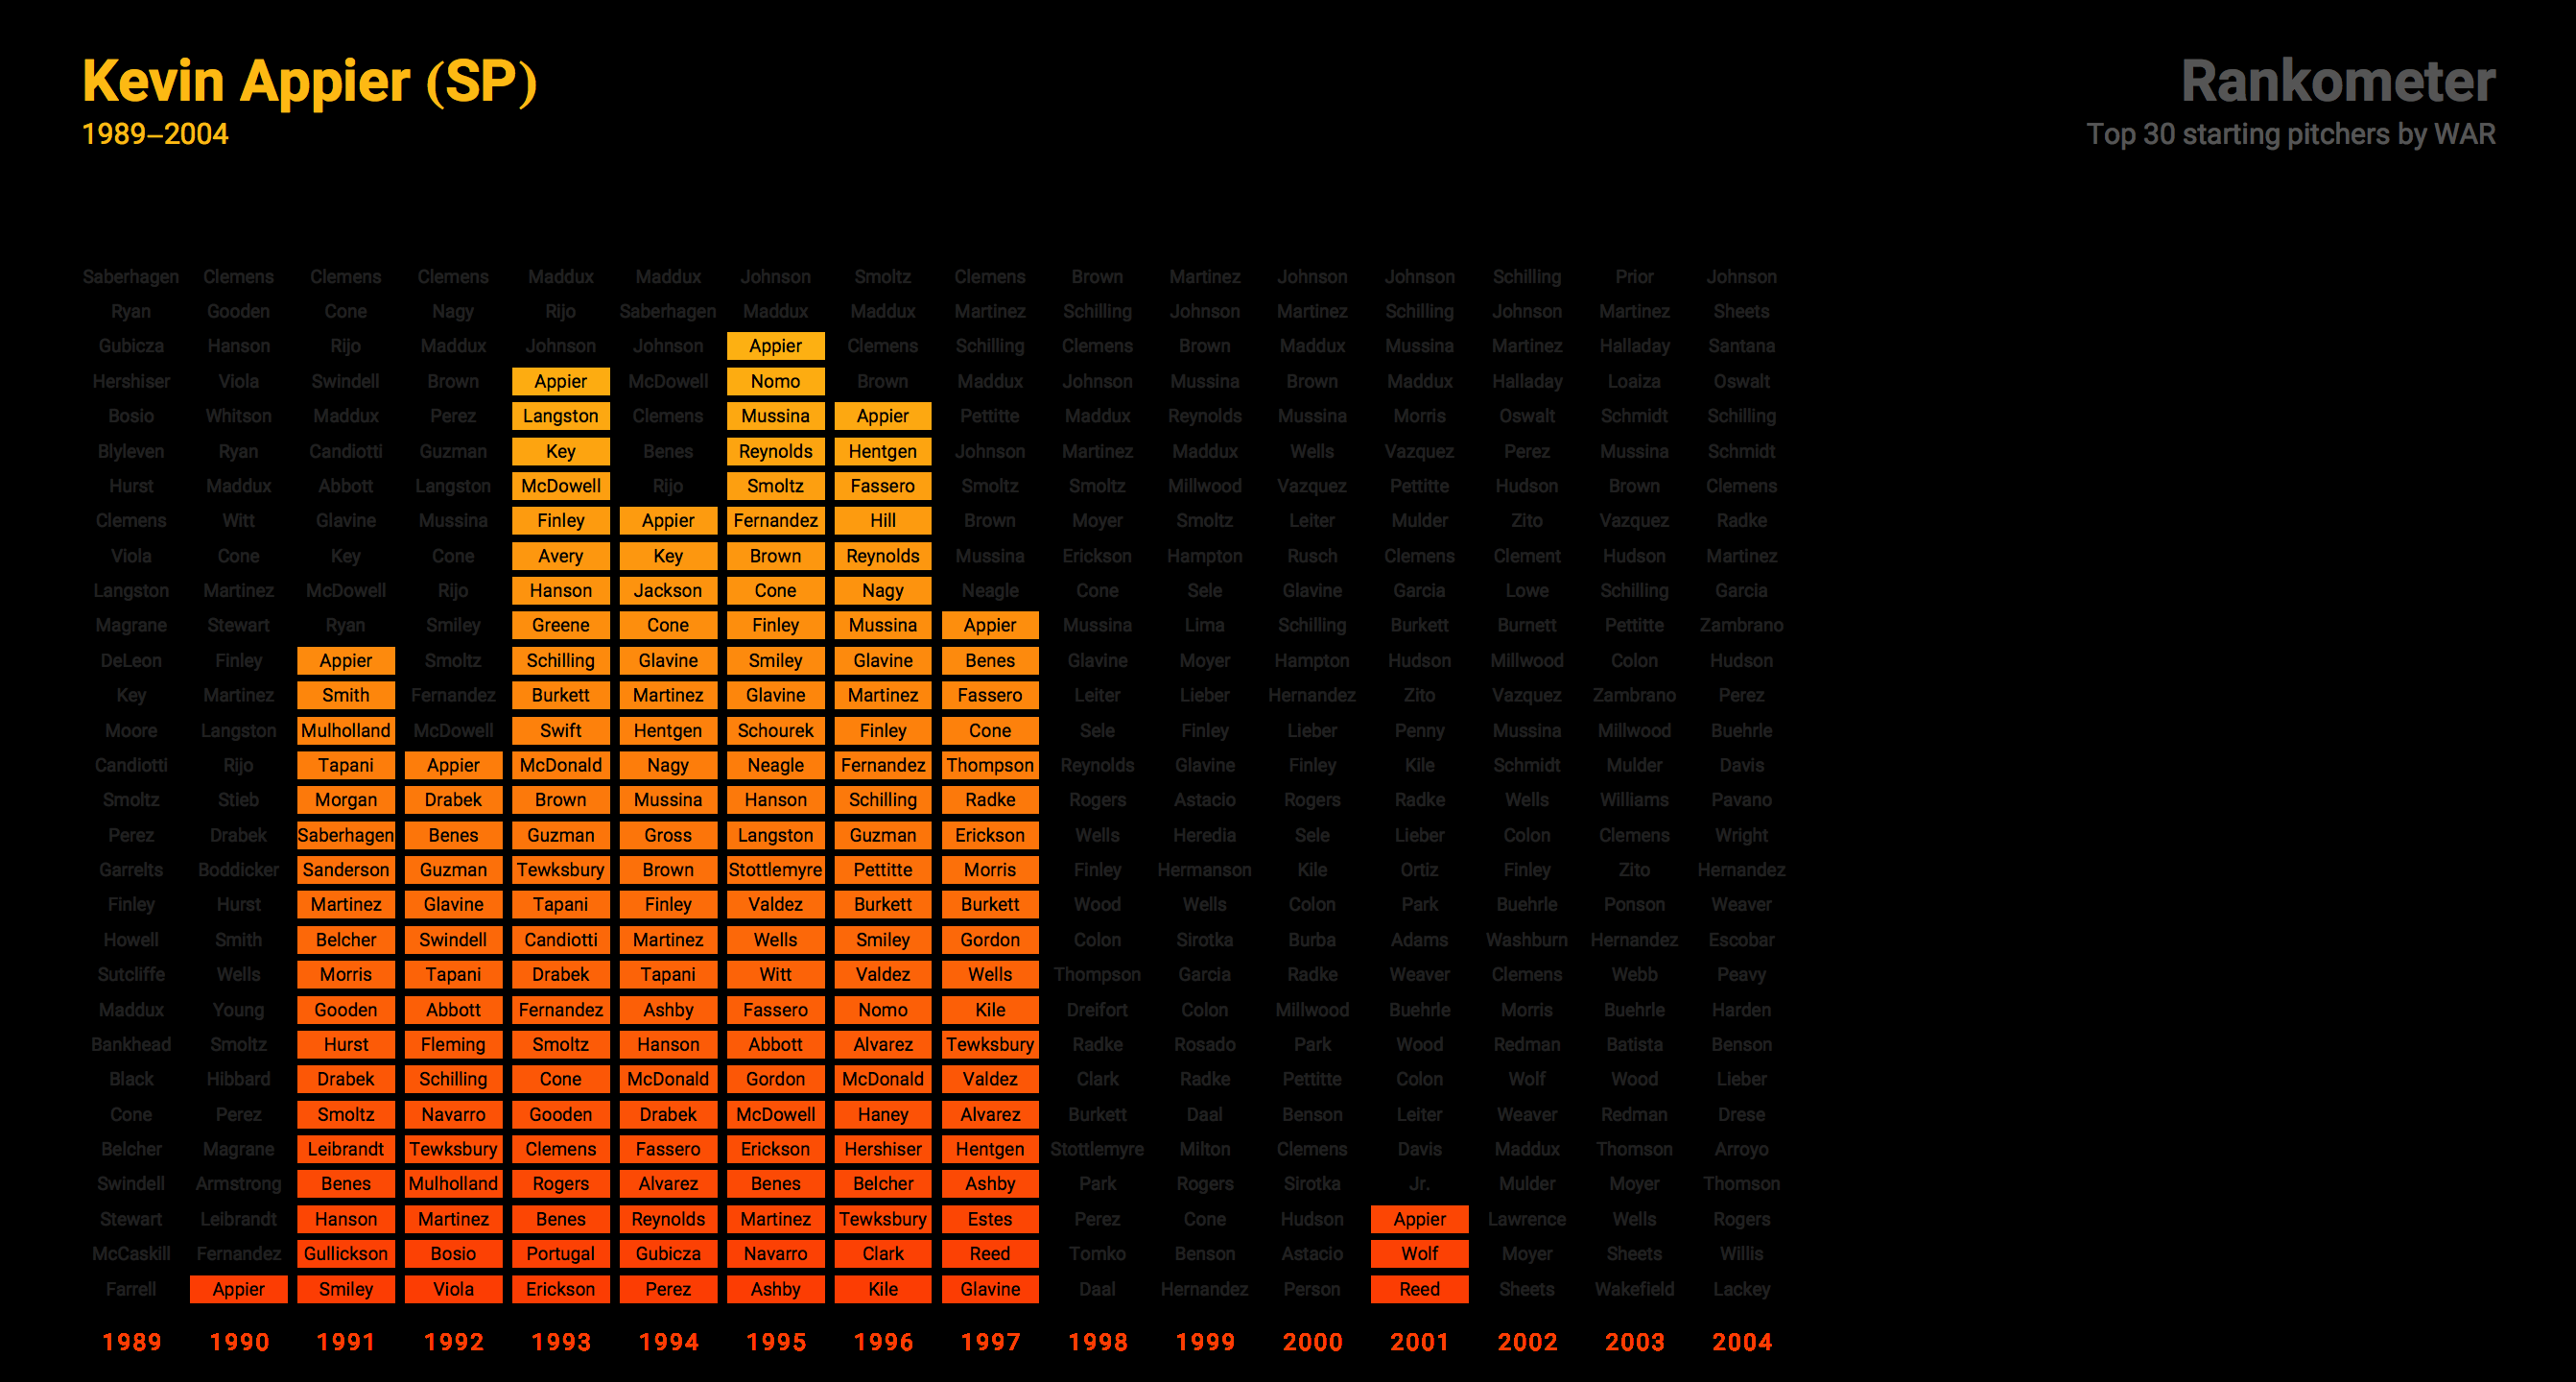 Kevin Appier (SP)
1989–2004
Rankometer
Top 30 starting pitchers by WAR
Saberhagen Clemens Clemens Clemens Maddux Maddux Johnson Smoltz Clemens Brown Martinez Johnson Johnson Schilling Prior Johnson
Ryan Gooden Cone Nagy Rijo Saberhagen Maddux Maddux Martinez Schilling Johnson Martinez Schilling Johnson Martinez Sheets
Gubicza Hanson Rijo Maddux Johnson Johnson Appier Clemens Schilling Clemens Brown Maddux Mussina Martinez Halladay Santana
Hershiser Viola Swindell Brown Appier McDowell Nomo Brown Maddux Johnson Mussina Brown Maddux Halladay Loaiza Oswalt
Bosio Whitson Maddux Perez Langston Clemens Mussina Appier Pettitte Maddux Reynolds Mussina Morris Oswalt Schmidt Schilling
Blyleven Ryan Candiotti Guzman Key Benes Reynolds Hentgen Johnson Martinez Maddux Wells Vazquez Perez Mussina Schmidt
Hurst Maddux Abbott Langston McDowell Rijo Smoltz Fassero Smoltz Smoltz Millwood Vazquez Pettitte Hudson Brown Clemens
Clemens Witt Glavine Mussina Finley Appier Fernandez Hill Brown Moyer Smoltz Leiter Mulder Zito Vazquez Radke
Viola Cone Key Cone Avery Key Brown Reynolds Mussina Erickson Hampton Rusch Clemens Clement Hudson Martinez
Langston Martinez McDowell Rijo Hanson Jackson Cone Nagy Neagle Cone Sele Glavine Garcia Lowe Schilling Garcia
Magrane Stewart Ryan Smiley Greene Cone Finley Mussina Appier Mussina Lima Schilling Burkett Burnett Pettitte Zambrano
DeLeon Finley Appier Smoltz Schilling Glavine Smiley Glavine Benes Glavine Moyer Hampton Hudson Millwood Colon Hudson
Key Martinez Smith Fernandez Burkett Martinez Glavine Martinez Fassero Leiter Lieber Hernandez Zito Vazquez Zambrano Perez
Moore Langston Mulholland McDowell Swift Hentgen Schourek Finley Cone Sele Finley Lieber Penny Mussina Millwood Buehrle
Candiotti Rijo Tapani Appier McDonald Nagy Neagle Fernandez Thompson Reynolds Glavine Finley Kile Schmidt Mulder Davis
Smoltz Stieb Morgan Drabek Brown Mussina Hanson Schilling Radke Rogers Astacio Rogers Radke Wells Williams Pavano
Perez Drabek Saberhagen Benes Guzman Gross Langston Guzman Erickson Wells Heredia Sele Lieber Colon Clemens Wright
Garrelts Boddicker Sanderson Guzman Tewksbury Brown Stottlemyre Pettitte Morris Finley Hermanson Kile Ortiz Finley Zito Hernandez
Finley Hurst Martinez Glavine Tapani Finley Valdez Burkett Burkett Wood Wells Colon Park Buehrle Ponson Weaver
Howell Smith Belcher Swindell Candiotti Martinez Wells Smiley Gordon Colon Sirotka Burba Adams Washburn Hernandez Escobar
Sutcliffe Wells Morris Tapani Drabek Tapani Witt Valdez Wells Thompson Garcia Radke Weaver Clemens Webb Peavy
Maddux Young Gooden Abbott Fernandez Ashby Fassero Nomo Kile Dreifort Colon Millwood Buehrle Morris Buehrle Harden
Bankhead Smoltz Hurst Fleming Smoltz Hanson Abbott Alvarez Tewksbury Radke Rosado Park Wood Redman Batista Benson
Black Hibbard Drabek Schilling Cone McDonald Gordon McDonald Valdez Clark Radke Pettitte Colon Wolf Wood Lieber
Cone Perez Smoltz Navarro Gooden Drabek McDowell Haney Alvarez Burkett Daal Benson Leiter Weaver Redman Drese
Belcher Magrane Leibrandt Tewksbury Clemens Fassero Erickson Hershiser Hentgen Stottlemyre Milton Clemens Davis Maddux Thomson Arroyo
Swindell Armstrong Benes Mulholland Rogers Alvarez Benes Belcher Ashby Park Rogers Sirotka Jr. Mulder Moyer Thomson
Stewart Leibrandt Hanson Martinez Benes Reynolds Martinez Tewksbury Estes Perez Cone Hudson Appier Lawrence Wells Rogers
McCaskill Fernandez Gullickson Bosio Portugal Gubicza Navarro Clark Reed Tomko Benson Astacio Wolf Moyer Sheets Willis
Farrell Appier Smiley Viola Erickson Perez Ashby Kile Glavine Daal Hernandez Person Reed Sheets Wakefield Lackey
1989 1990 1991 1992 1993 1994 1995 1996 1997 1998 1999 2000 2001 2002 2003 2004